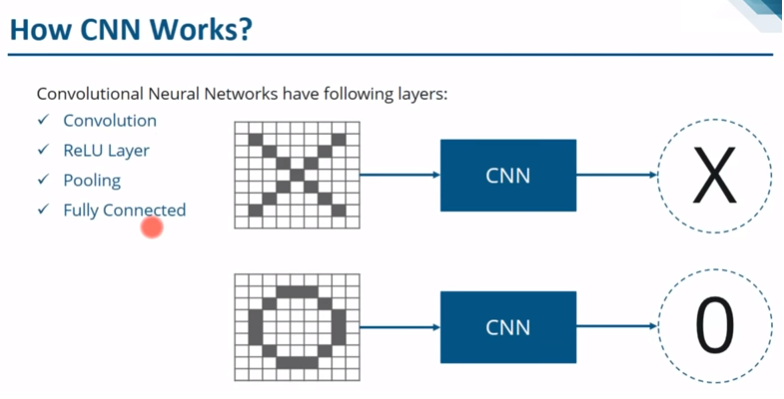 How CNN Works?
Convolutional Neural Networks have following layers:
✓ Convolution
✓ ReLU Layer
✓ Pooling
✓ Fully Connected
CNN
X
CNN
0